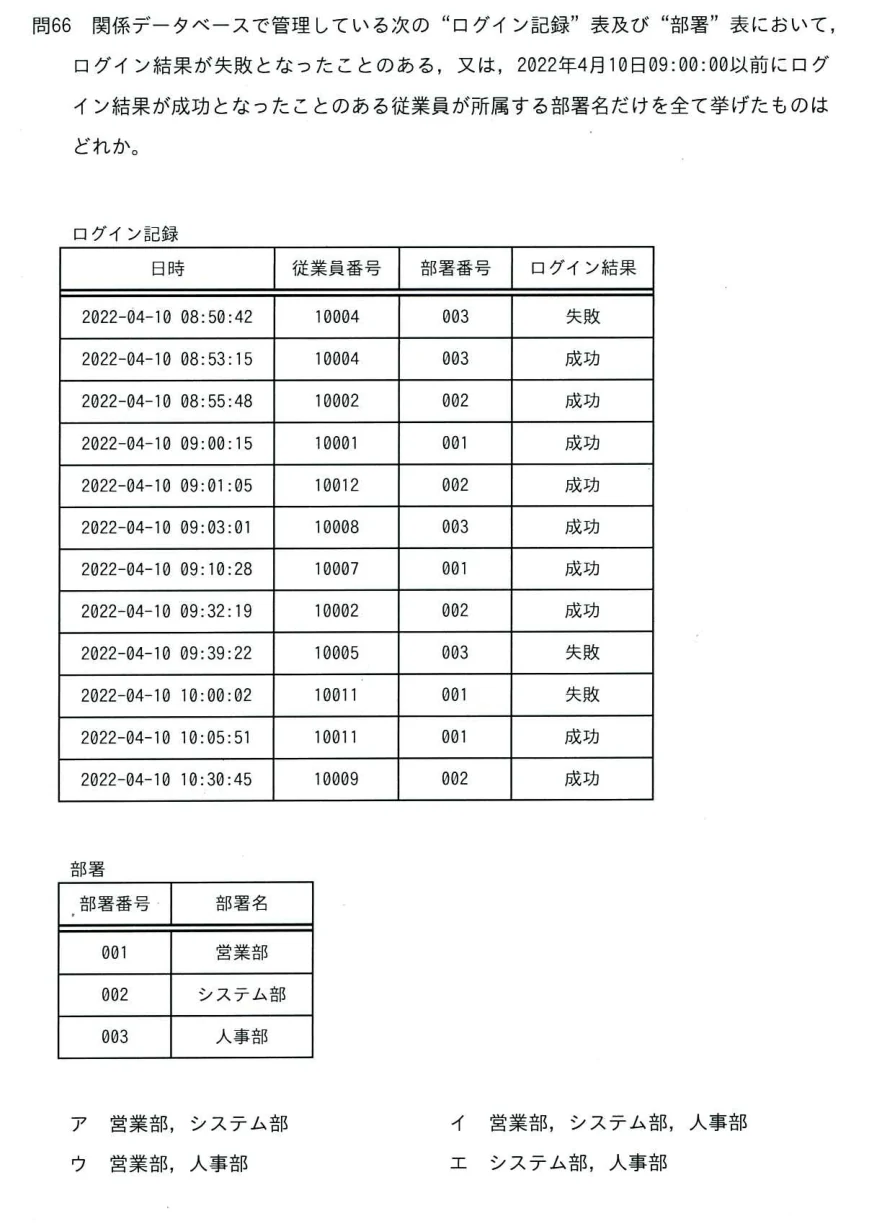 問66 関係データベースで管理している次の“ログイン記録”表及び“部署”表において，
ログイン結果が失敗となったことのある，又は，2022年4月10日09:00:00以前にログ
イン結果が成功となったことのある従業員が所属する部署名だけを全て挙げたものは
どれか。
ログイン記録
日時 従業員番号 部署番号 ログイン結果
2022-04-10 08:50:42 10004 003 失敗
2022-04-10 08:53:15 10004 003 成功
2022-04-10 08:55:48 10002 002 成功
2022-04-10 09:00:15 10001 001 成功
2022-04-10 09:01:05 10012 002 成功
2022-04-10 09:03:01 10008 003 成功
2022-04-10 09:10:28 10007 001 成功
2022-04-10 09:32:19 10002 002 成功
2022-04-10 09:39:22 10005 003 失敗
2022-04-10 10:00:02 10011 001 失敗
2022-04-10 10:05:51 10011 001 成功
2022-04-10 10:30:45 10009 002 成功
部署
部署番号 部署名
001 営業部
002 システム部
003 人事部
ア 営業部，システム部 イ 営業部，システム部，人事部
ウ 営業部，人事部 エ システム部，人事部